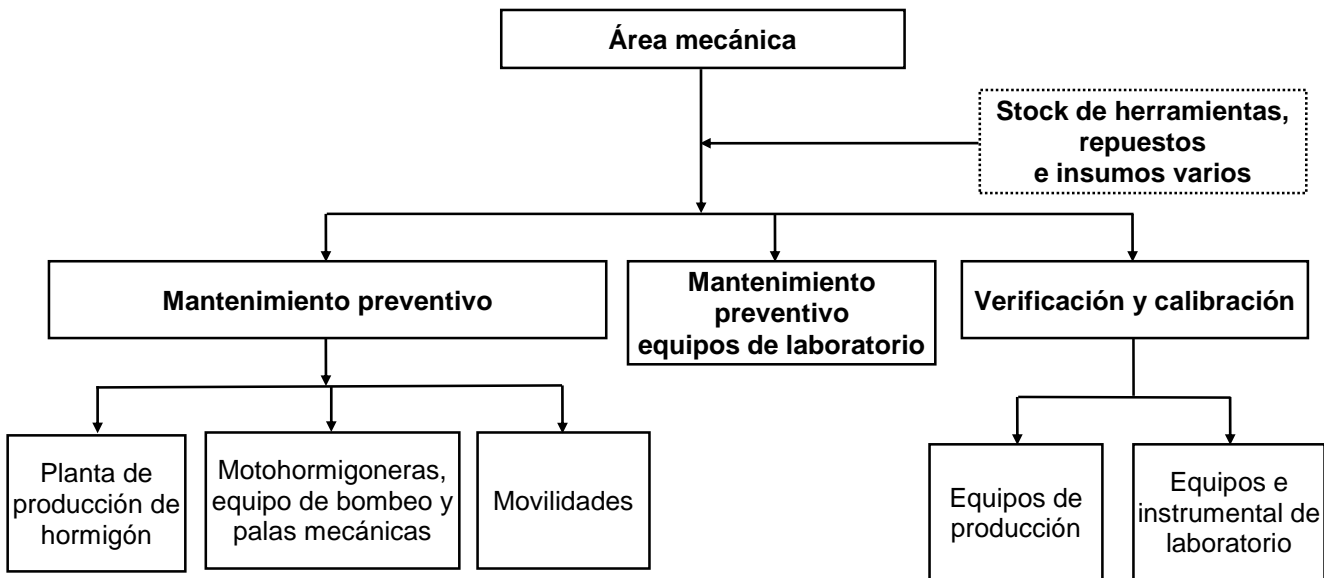 Área mecánica
Stock de herramientas,
repuestos
e insumos varios
Mantenimiento preventivo
Mantenimiento
preventivo
equipos de laboratorio
Verificación y calibración
Planta de
producción de
hormigón
Motohormigoneras,
equipo de bombeo y
palas mecánicas
Movilidades
Equipos de
producción
Equipos e
instrumental de
laboratorio